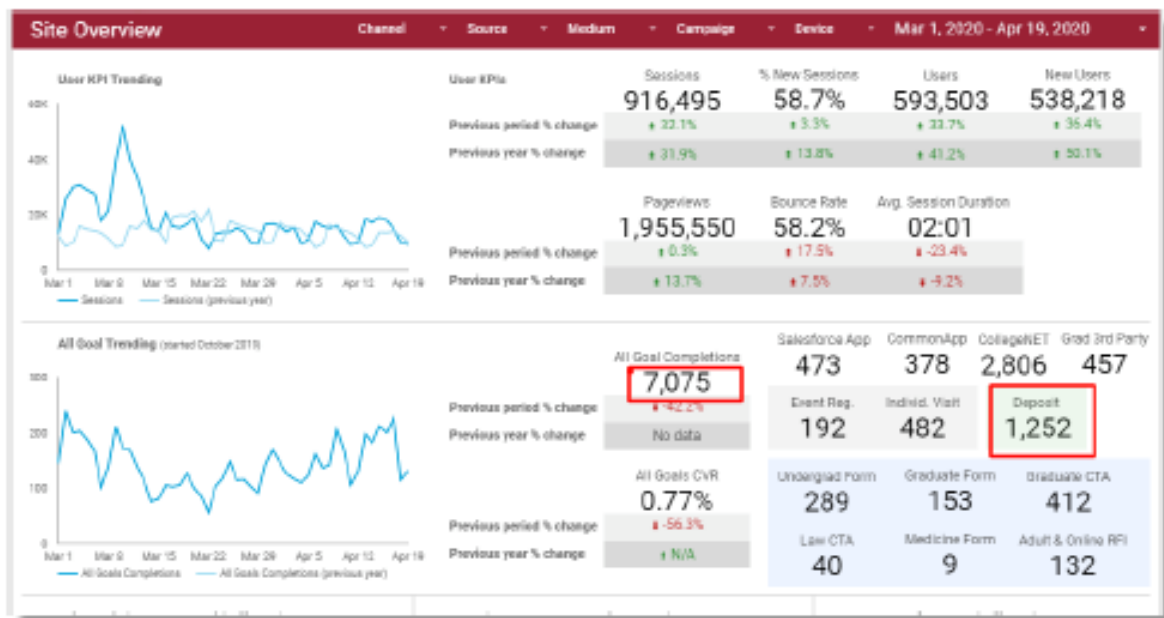 Site Overview Channel Source Medium Campaign Device Mar 1, 2020 - Apr 19, 2020
User KPI Trending
60K
40K
20K
0
Mar 1 Mar 8 Mar 15 Mar 22 Mar 29 Apr 5 Apr 12 Apr 19
Sessions Sessions (previous year)
User KPIs Sessions % New Sessions Users New Users
916,495 58.7% 593,503 538,218
Previous period % change 32.1% 3.3% 33.7% 36.4%
Previous year % change 31.9% 13.8% 41.2% 50.1%
Pageviews Bounce Rate Avg. Session Duration
1,955,550 58.2% 02:01
Previous period % change 0.3% 17.5% -23.4%
Previous year % change 13.7% 7.5% -9.2%
All Goal Trending (started October 2019)
300
200
100
0
Mar 1 Mar 8 Mar 15 Mar 22 Mar 29 Apr 5 Apr 12 Apr 19
All Goals Completions All Goals Completions (previous year)
All Goal Completions
7,075
Previous period % change -42.2%
Previous year % change No data
All Goals CVR
0.77%
Previous period % change -56.3%
Previous year % change N/A
Salesforce App CommonApp CollegeNET Grad 3rd Party
473 378 2,806 457
Event Reg. Individ. Visit Deposit
192 482 1,252
Undergrad Form Graduate Form Graduate CTA
289 153 412
Law CTA Medicine Form Adult & Online RFI
40 9 132